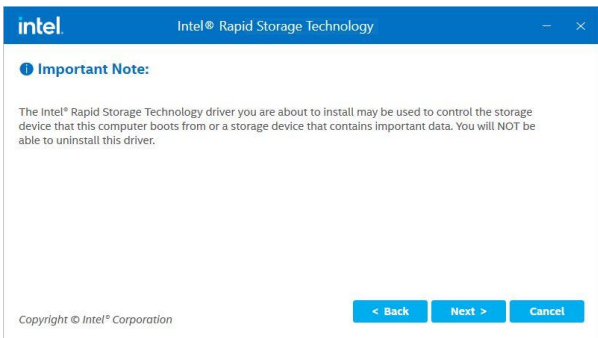 intel.
Intel® Rapid Storage Technology
Important Note:
The Intel® Rapid Storage Technology driver you are about to install may be used to control the storage
device that this computer boots from or a storage device that contains important data. You will NOT be
able to uninstall this driver.
< Back Next > Cancel
Copyright © Intel® Corporation